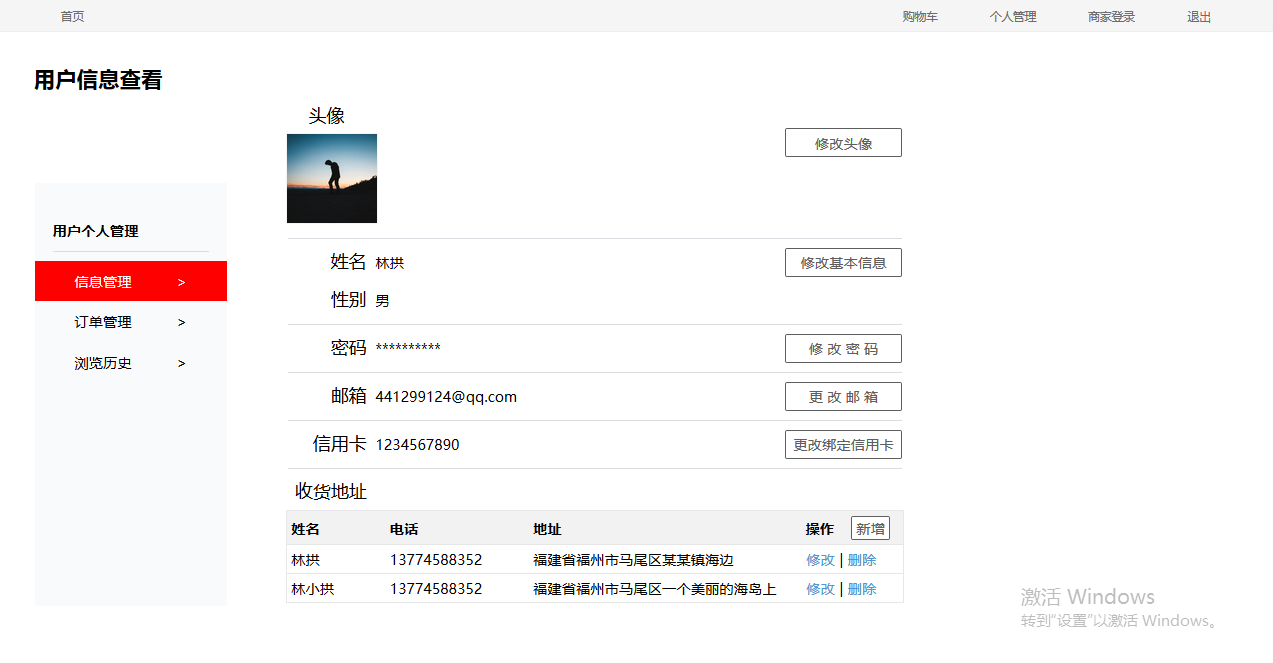 首页 购物车 个人管理 商家登录 退出
用户信息查看
头像
修改头像
用户个人管理
信息管理 >
订单管理 >
浏览历史 >
姓名 林拱 修改基本信息
性别 男
密码 ********** 修 改 密 码
邮箱 441299124@qq.com 更 改 邮 箱
信用卡 1234567890 更改绑定信用卡
收货地址
姓名 电话 地址 操作 新增
林拱 13774588352 福建省福州市马尾区某某镇海边 修改 | 删除
林小拱 13774588352 福建省福州市马尾区一个美丽的海岛上 修改 | 删除
激活 Windows
转到"设置"以激活 Windows。